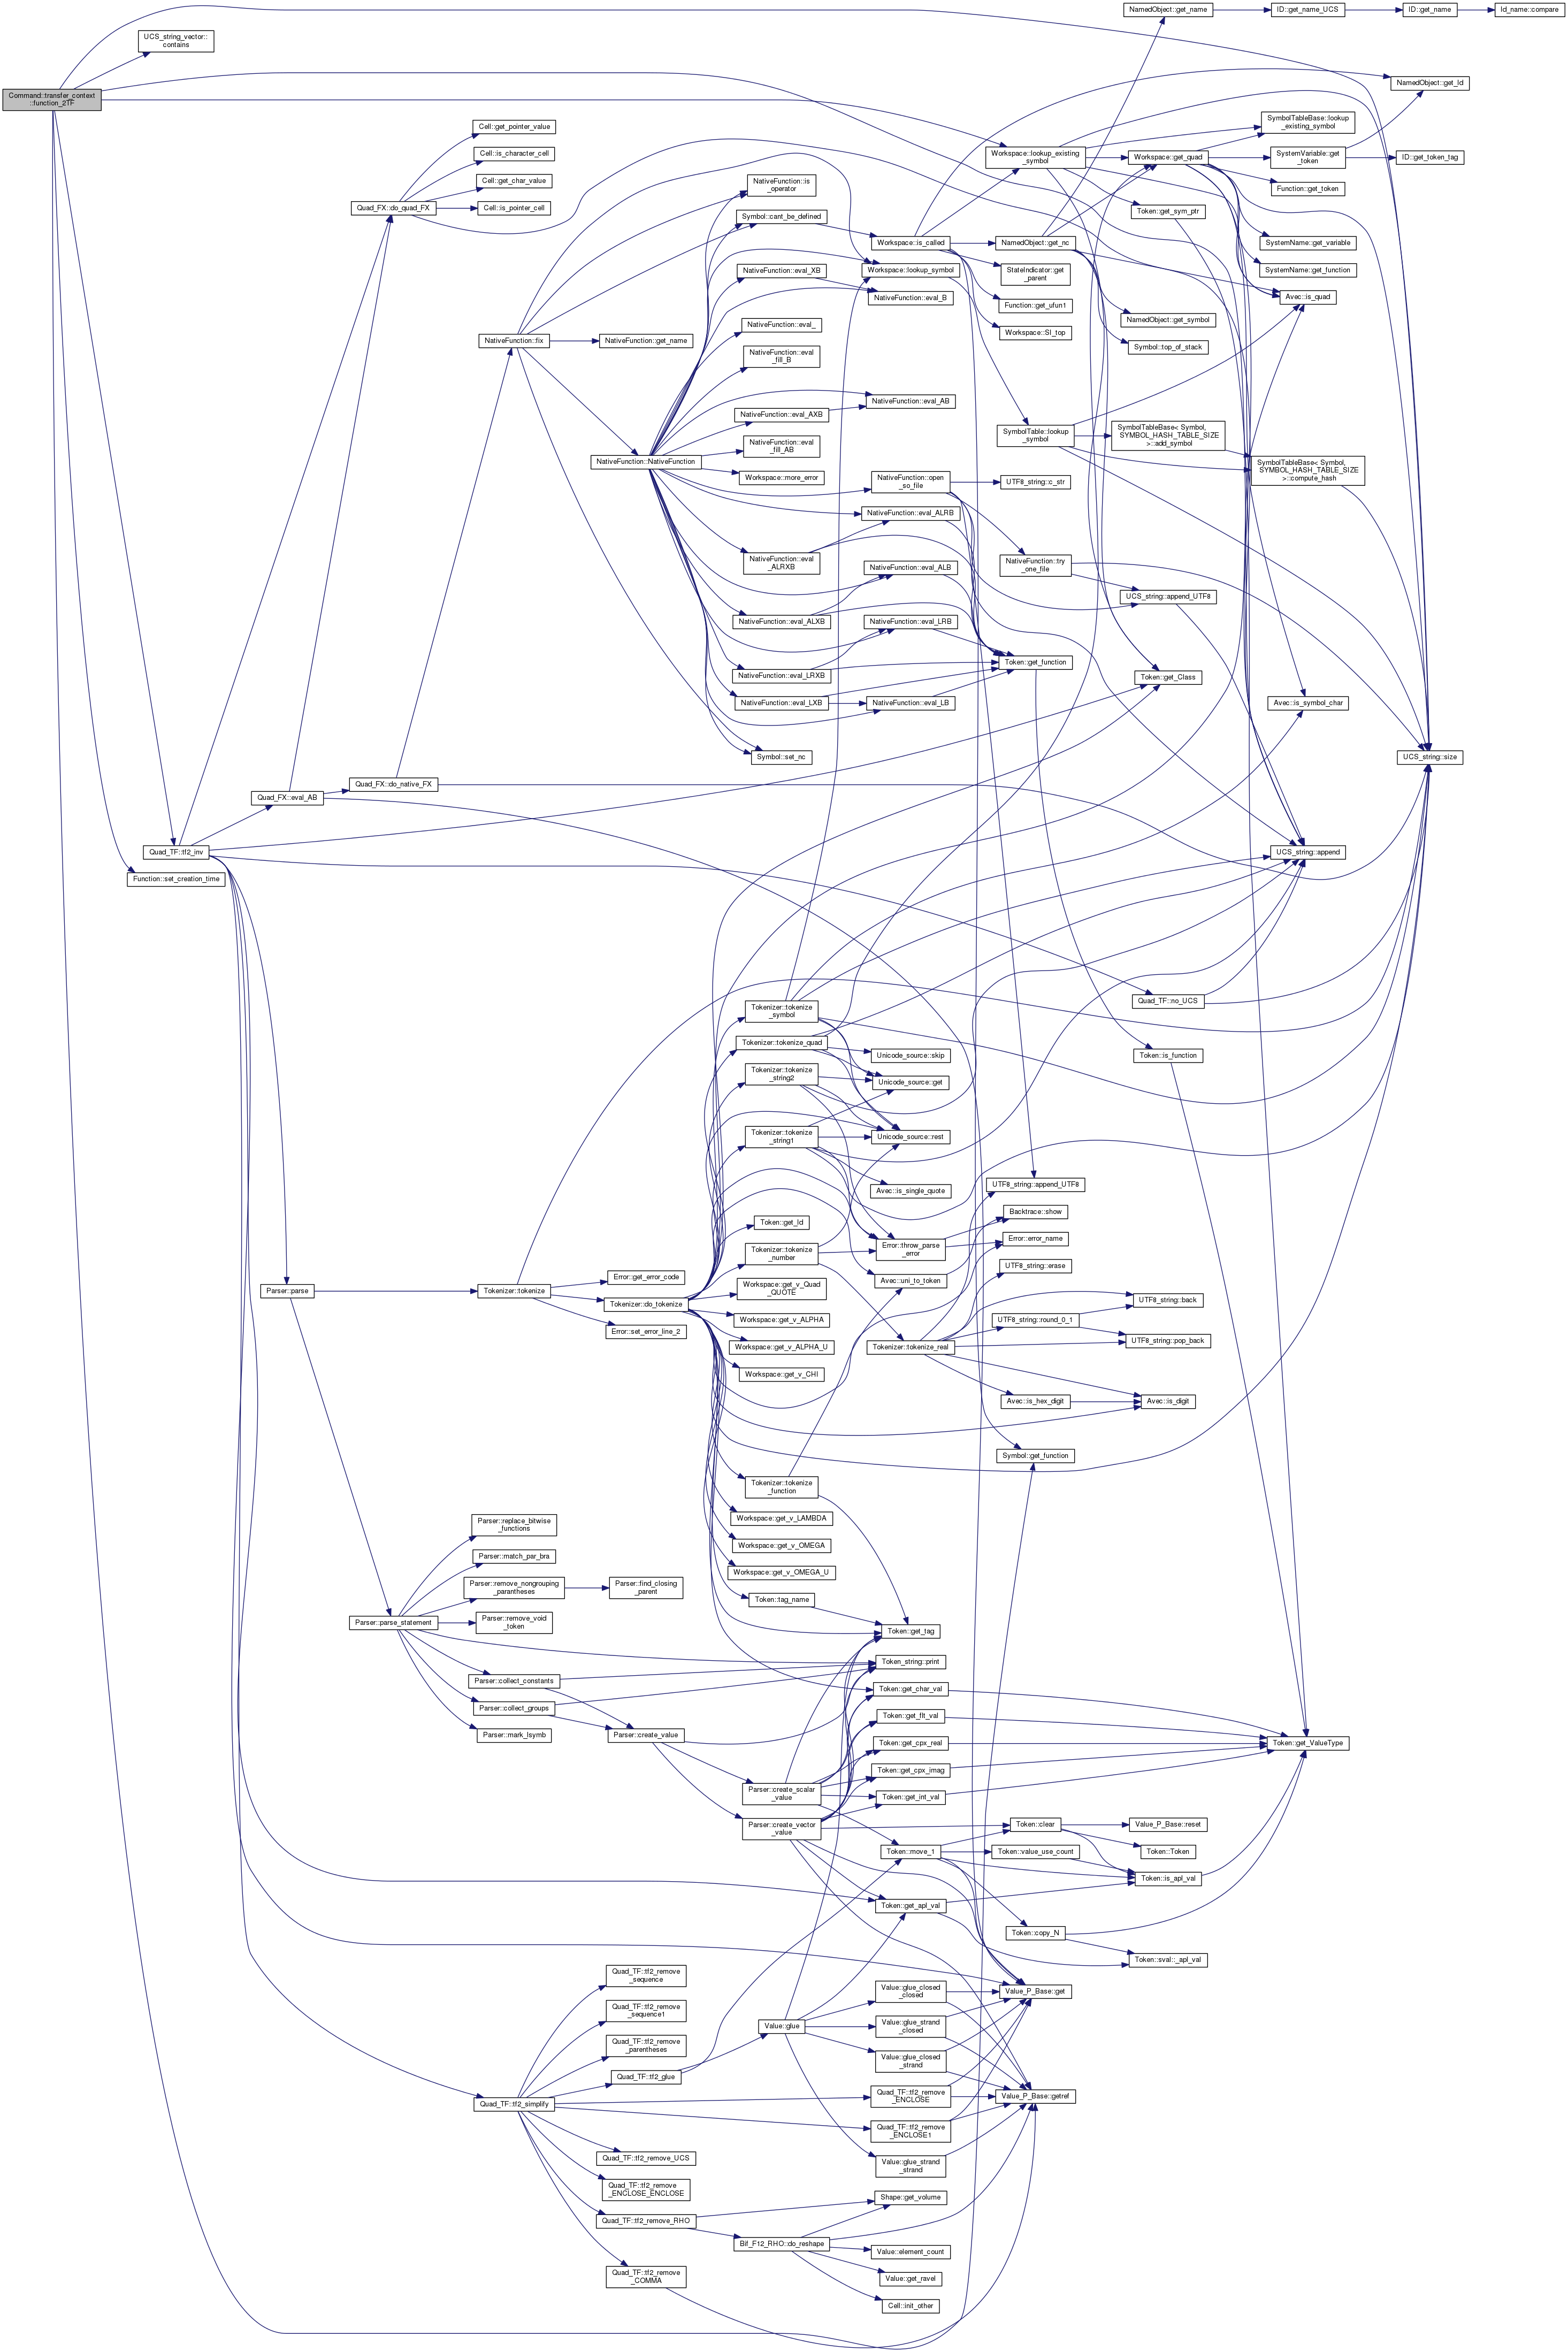 Command::transfer_context
::function_2TF
UCS_string_vector::
contains
Quad_TF::tf2_inv
Function::set_creation_time
Quad_FX::eval_AB
Parser::parse
Quad_FX::do_quad_FX
Quad_FX::do_native_FX
Parser::parse_statement
Cell::get_pointer_value
Cell::is_character_cell
Cell::get_char_value
Cell::is_pointer_cell
NativeFunction::fix
Tokenizer::tokenize
Parser::replace_bitwise
_functions
Parser::match_par_bra
Parser::remove_nongrouping
_parantheses
Parser::remove_void
_token
Parser::collect_constants
Parser::collect_groups
Parser::mark_lsymb
Quad_TF::tf2_simplify
NativeFunction::get_name
NativeFunction::NativeFunction
Error::get_error_code
Tokenizer::do_tokenize
Error::set_error_line_2
Parser::find_closing
_parent
Parser::create_value
Quad_TF::tf2_remove
_sequence
Quad_TF::tf2_remove
_sequence1
Quad_TF::tf2_remove
_parentheses
Quad_TF::tf2_glue
Quad_TF::tf2_remove_UCS
Quad_TF::tf2_remove
_ENCLOSE_ENCLOSE
Quad_TF::tf2_remove_RHO
Quad_TF::tf2_remove
_COMMA
NativeFunction::is
_operator
Symbol::cant_be_defined
NativeFunction::eval_XB
NativeFunction::eval_
NativeFunction::eval
_fill_B
NativeFunction::eval_AXB
NativeFunction::eval
_fill_AB
Workspace::more_error
NativeFunction::eval
_ALRXB
NativeFunction::eval_ALXB
NativeFunction::eval_LRXB
NativeFunction::eval_LXB
Symbol::set_nc
Tokenizer::tokenize
_symbol
Tokenizer::tokenize_quad
Tokenizer::tokenize
_string2
Tokenizer::tokenize
_string1
Token::get_Id
Tokenizer::tokenize
_number
Workspace::get_v_Quad
_QUOTE
Workspace::get_v_ALPHA
Workspace::get_v_ALPHA_U
Workspace::get_v_CHI
Tokenizer::tokenize
_function
Workspace::get_v_LAMBDA
Workspace::get_v_OMEGA
Workspace::get_v_OMEGA_U
Token::tag_name
Parser::create_scalar
_value
Parser::create_vector
_value
Value::glue
Bif_F12_RHO::do_reshape
Workspace::is_called
Workspace::lookup_symbol
NativeFunction::eval_B
NativeFunction::eval_AB
NativeFunction::open
_so_file
NativeFunction::eval_ALRB
NativeFunction::eval_ALB
NativeFunction::eval_LRB
NativeFunction::eval_LB
Unicode_source::skip
Unicode_source::get
Unicode_source::rest
Avec::is_single_quote
Error::throw_parse
_error
Avec::uni_to_token
Tokenizer::tokenize_real
Token::get_tag
Token_string::print
Token::get_char_val
Token::get_flt_val
Token::get_cpx_real
Token::get_cpx_imag
Token::get_int_val
Token::move_1
Token::get_apl_val
Value::glue_closed
_closed
Value::glue_strand
_closed
Value::glue_closed
_strand
Quad_TF::tf2_remove
_ENCLOSE
Quad_TF::tf2_remove
_ENCLOSE1
Value::glue_strand
_strand
Shape::get_volume
Value::element_count
Value::get_ravel
Cell::init_other
Workspace::lookup_existing
_symbol
NamedObject::get_nc
StateIndicator::get
_parent
Function::get_ufun1
Workspace::SI_top
SymbolTable::lookup
_symbol
UTF8_string::c_str
NativeFunction::try
_one_file
Token::get_function
UTF8_string::append_UTF8
Backtrace::show
Error::error_name
UTF8_string::erase
UTF8_string::round_0_1
Avec::is_hex_digit
Symbol::get_function
Token::clear
Token::value_use_count
Token::copy_N
Value_P_Base::get
Value_P_Base::getref
NamedObject::get_name
Workspace::get_quad
Token::get_sym_ptr
NamedObject::get_symbol
Symbol::top_of_stack
SymbolTableBase< Symbol,
SYMBOL_HASH_TABLE_SIZE
>::add_symbol
UCS_string::append_UTF8
Token::get_Class
Quad_TF::no_UCS
Token::is_function
UTF8_string::back
UTF8_string::pop_back
Avec::is_digit
Value_P_Base::reset
Token::Token
Token::is_apl_val
Token::sval::_apl_val
ID::get_name_UCS
SymbolTableBase::lookup
_existing_symbol
SystemVariable::get
_token
Function::get_token
SystemName::get_variable
SystemName::get_function
Avec::is_quad
SymbolTableBase< Symbol,
SYMBOL_HASH_TABLE_SIZE
>::compute_hash
Avec::is_symbol_char
UCS_string::append
Token::get_ValueType
ID::get_name
NamedObject::get_Id
ID::get_token_tag
UCS_string::size
Id_name::compare